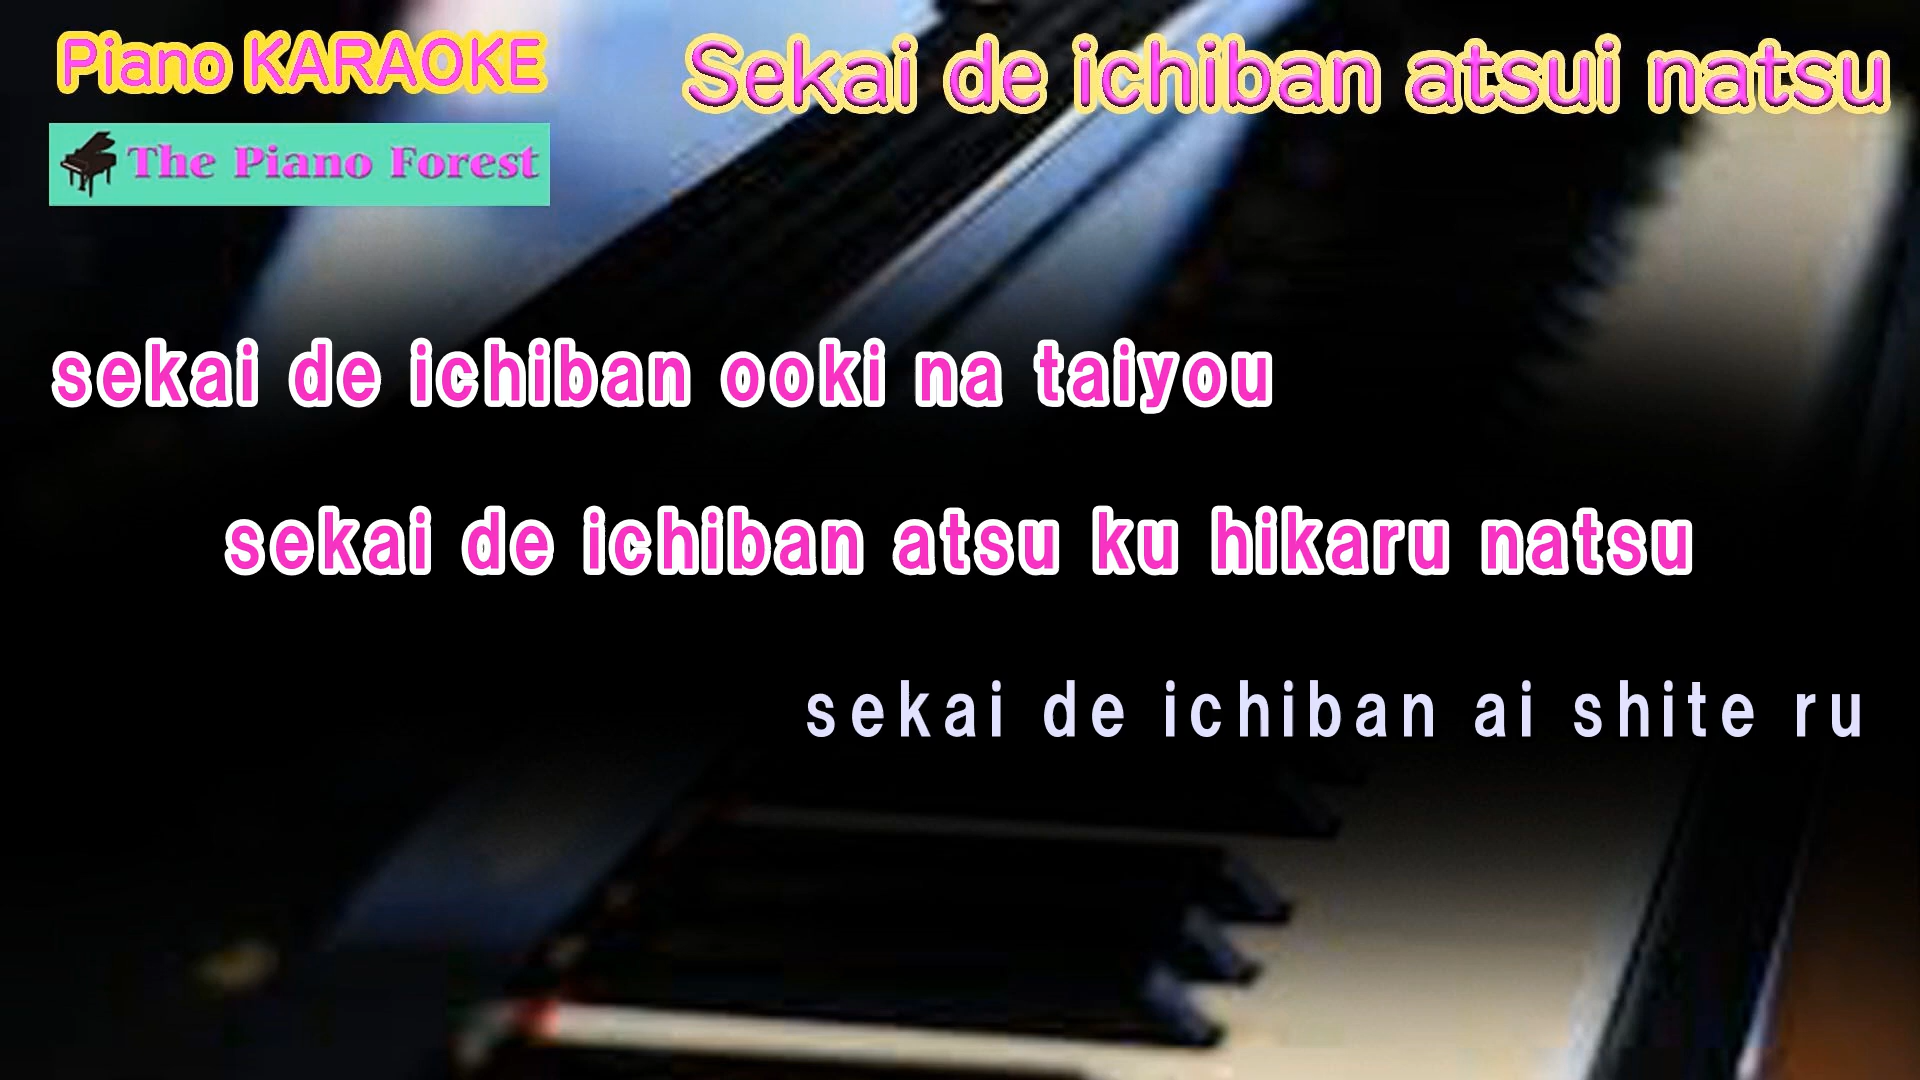 Piano KARAOKE
Sekai de ichiban atsui natsu
The Piano Forest
sekai de ichiban ooki na taiyou
sekai de ichiban atsu ku hikaru natsu
sekai de ichiban ai shite ru